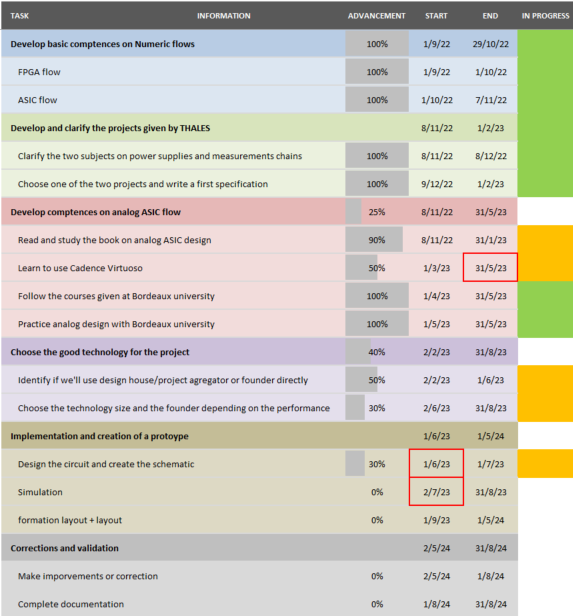 TASK INFORMATION ADVANCEMENT START END IN PROGRESS
Develop basic comptences on Numeric flows 100% 1/9/22 29/10/22
FPGA flow 100% 1/9/22 1/10/22
ASIC flow 100% 1/10/22 7/11/22
Develop and clarify the projects given by THALES 8/11/22 1/2/23
Clarify the two subjects on power supplies and measurements chains 100% 8/11/22 8/12/22
Choose one of the two projects and write a first specification 100% 9/12/22 1/2/23
Develop comptences on analog ASIC flow 25% 8/11/22 31/5/23
Read and study the book on analog ASIC design 90% 8/11/22 31/1/23
Learn to use Cadence Virtuoso 50% 1/3/23 31/5/23
Follow the courses given at Bordeaux university 100% 1/4/23 31/5/23
Practice analog design with Bordeaux university 100% 1/5/23 31/5/23
Choose the good technology for the project 40% 2/2/23 31/8/23
Identify if we'll use design house/project agregator or founder directly 50% 2/2/23 1/6/23
Choose the technology size and the founder depending on the performance 30% 2/6/23 31/8/23
Implementation and creation of a protoype 1/6/23 1/5/24
Design the circuit and create the schematic 30% 1/6/23 1/7/23
Simulation 0% 2/7/23 31/8/23
formation layout + layout 0% 1/9/23 1/5/24
Corrections and validation 2/5/24 31/8/24
Make imporvements or correction 0% 2/5/24 1/8/24
Complete documentation 0% 1/8/24 31/8/24